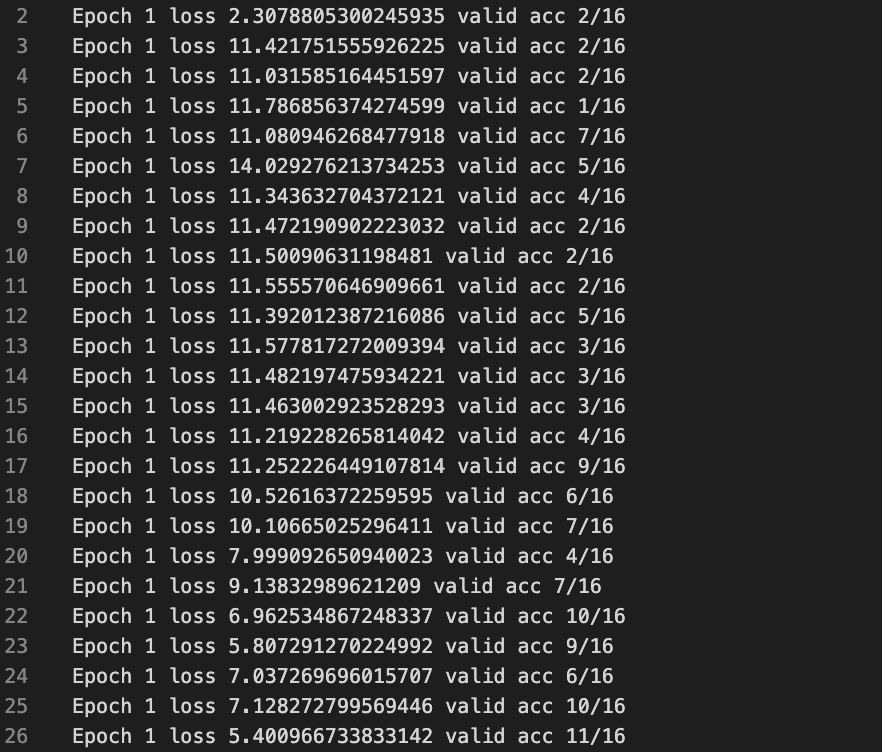 2 Epoch 1 loss 2.3078805300245935 valid acc 2/16
3 Epoch 1 loss 11.421751555926225 valid acc 2/16
4 Epoch 1 loss 11.031585164451597 valid acc 2/16
5 Epoch 1 loss 11.786856374274599 valid acc 1/16
6 Epoch 1 loss 11.080946268477918 valid acc 7/16
7 Epoch 1 loss 14.029276213734253 valid acc 5/16
8 Epoch 1 loss 11.343632704372121 valid acc 4/16
9 Epoch 1 loss 11.472190902223032 valid acc 2/16
10 Epoch 1 loss 11.50090631198481 valid acc 2/16
11 Epoch 1 loss 11.555570646909661 valid acc 2/16
12 Epoch 1 loss 11.392012387216086 valid acc 5/16
13 Epoch 1 loss 11.577817272009394 valid acc 3/16
14 Epoch 1 loss 11.482197475934221 valid acc 3/16
15 Epoch 1 loss 11.463002923528293 valid acc 3/16
16 Epoch 1 loss 11.219228265814042 valid acc 4/16
17 Epoch 1 loss 11.252226449107814 valid acc 9/16
18 Epoch 1 loss 10.52616372259595 valid acc 6/16
19 Epoch 1 loss 10.10665025296411 valid acc 7/16
20 Epoch 1 loss 7.999092650940023 valid acc 4/16
21 Epoch 1 loss 9.13832989621209 valid acc 7/16
22 Epoch 1 loss 6.962534867248337 valid acc 10/16
23 Epoch 1 loss 5.807291270224992 valid acc 9/16
24 Epoch 1 loss 7.037269696015707 valid acc 6/16
25 Epoch 1 loss 7.128272799569446 valid acc 10/16
26 Epoch 1 loss 5.400966733833142 valid acc 11/16